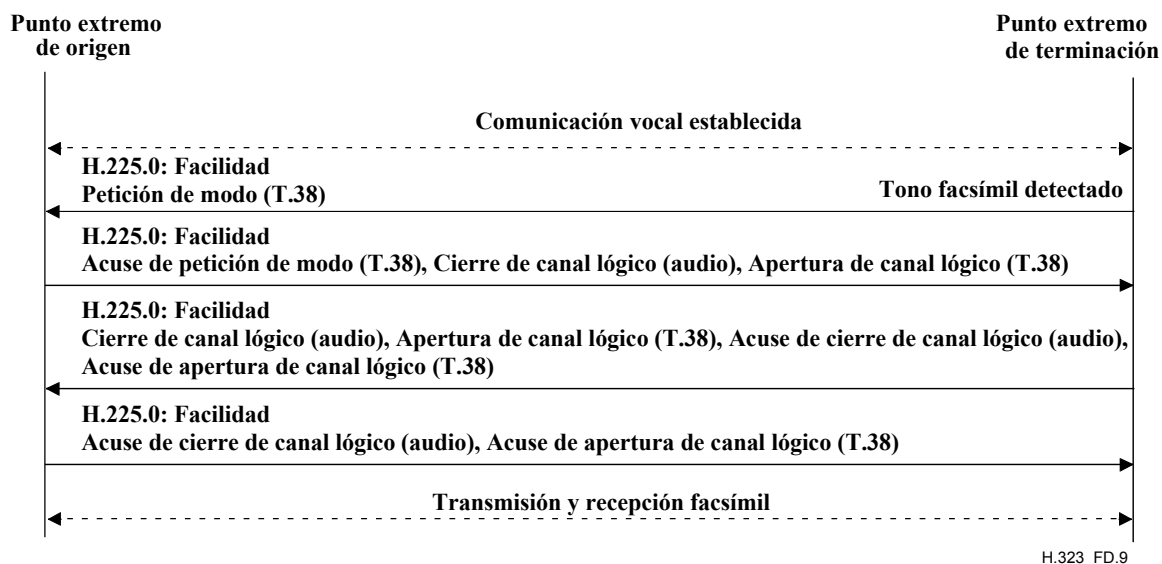 Punto extremo
de origen
Punto extremo
de terminación
Comunicación vocal establecida
H.225.0: Facilidad
Petición de modo (T.38)
Tono facsímil detectado
H.225.0: Facilidad
Acuse de petición de modo (T.38), Cierre de canal lógico (audio), Apertura de canal lógico (T.38)
H.225.0: Facilidad
Cierre de canal lógico (audio), Apertura de canal lógico (T.38), Acuse de cierre de canal lógico (audio),
Acuse de apertura de canal lógico (T.38)
H.225.0: Facilidad
Acuse de cierre de canal lógico (audio), Acuse de apertura de canal lógico (T.38)
Transmisión y recepción facsímil
H.323_FD.9